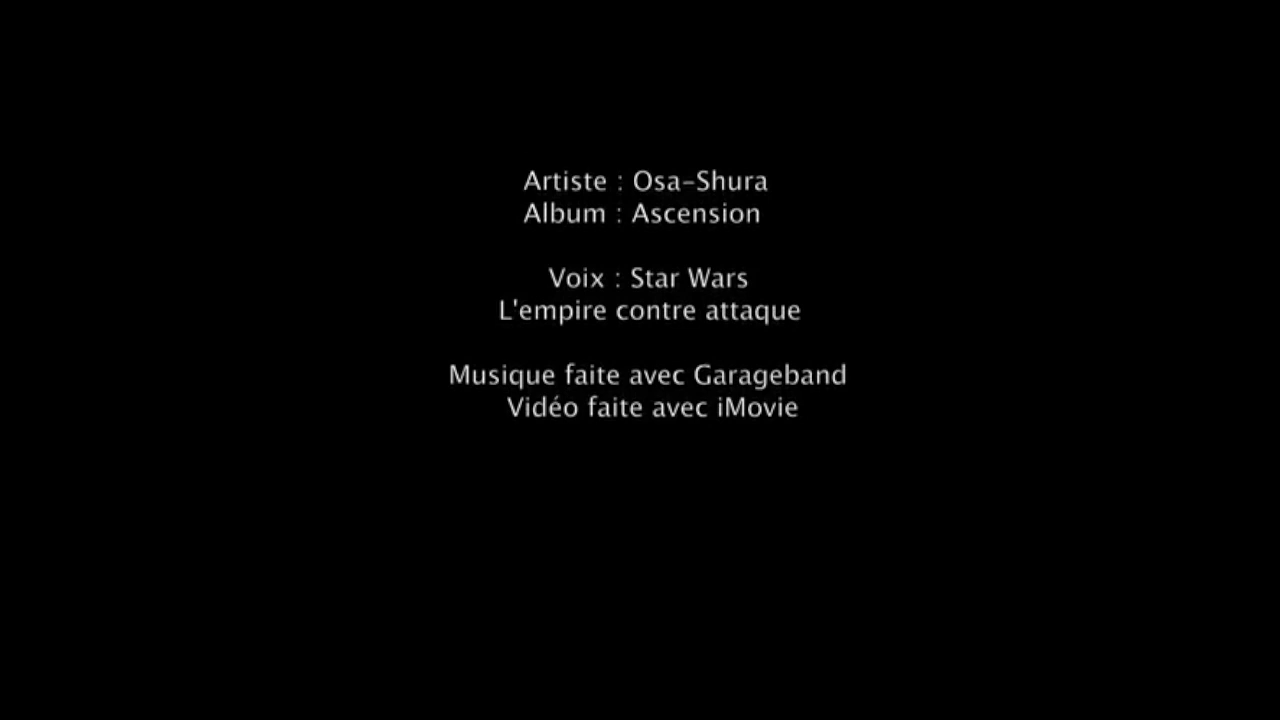 Artiste : Osa-Shura
Album : Ascension
Voix : Star Wars
L'empire contre attaque
Musique faite avec Garageband
Vidéo faite avec iMovie